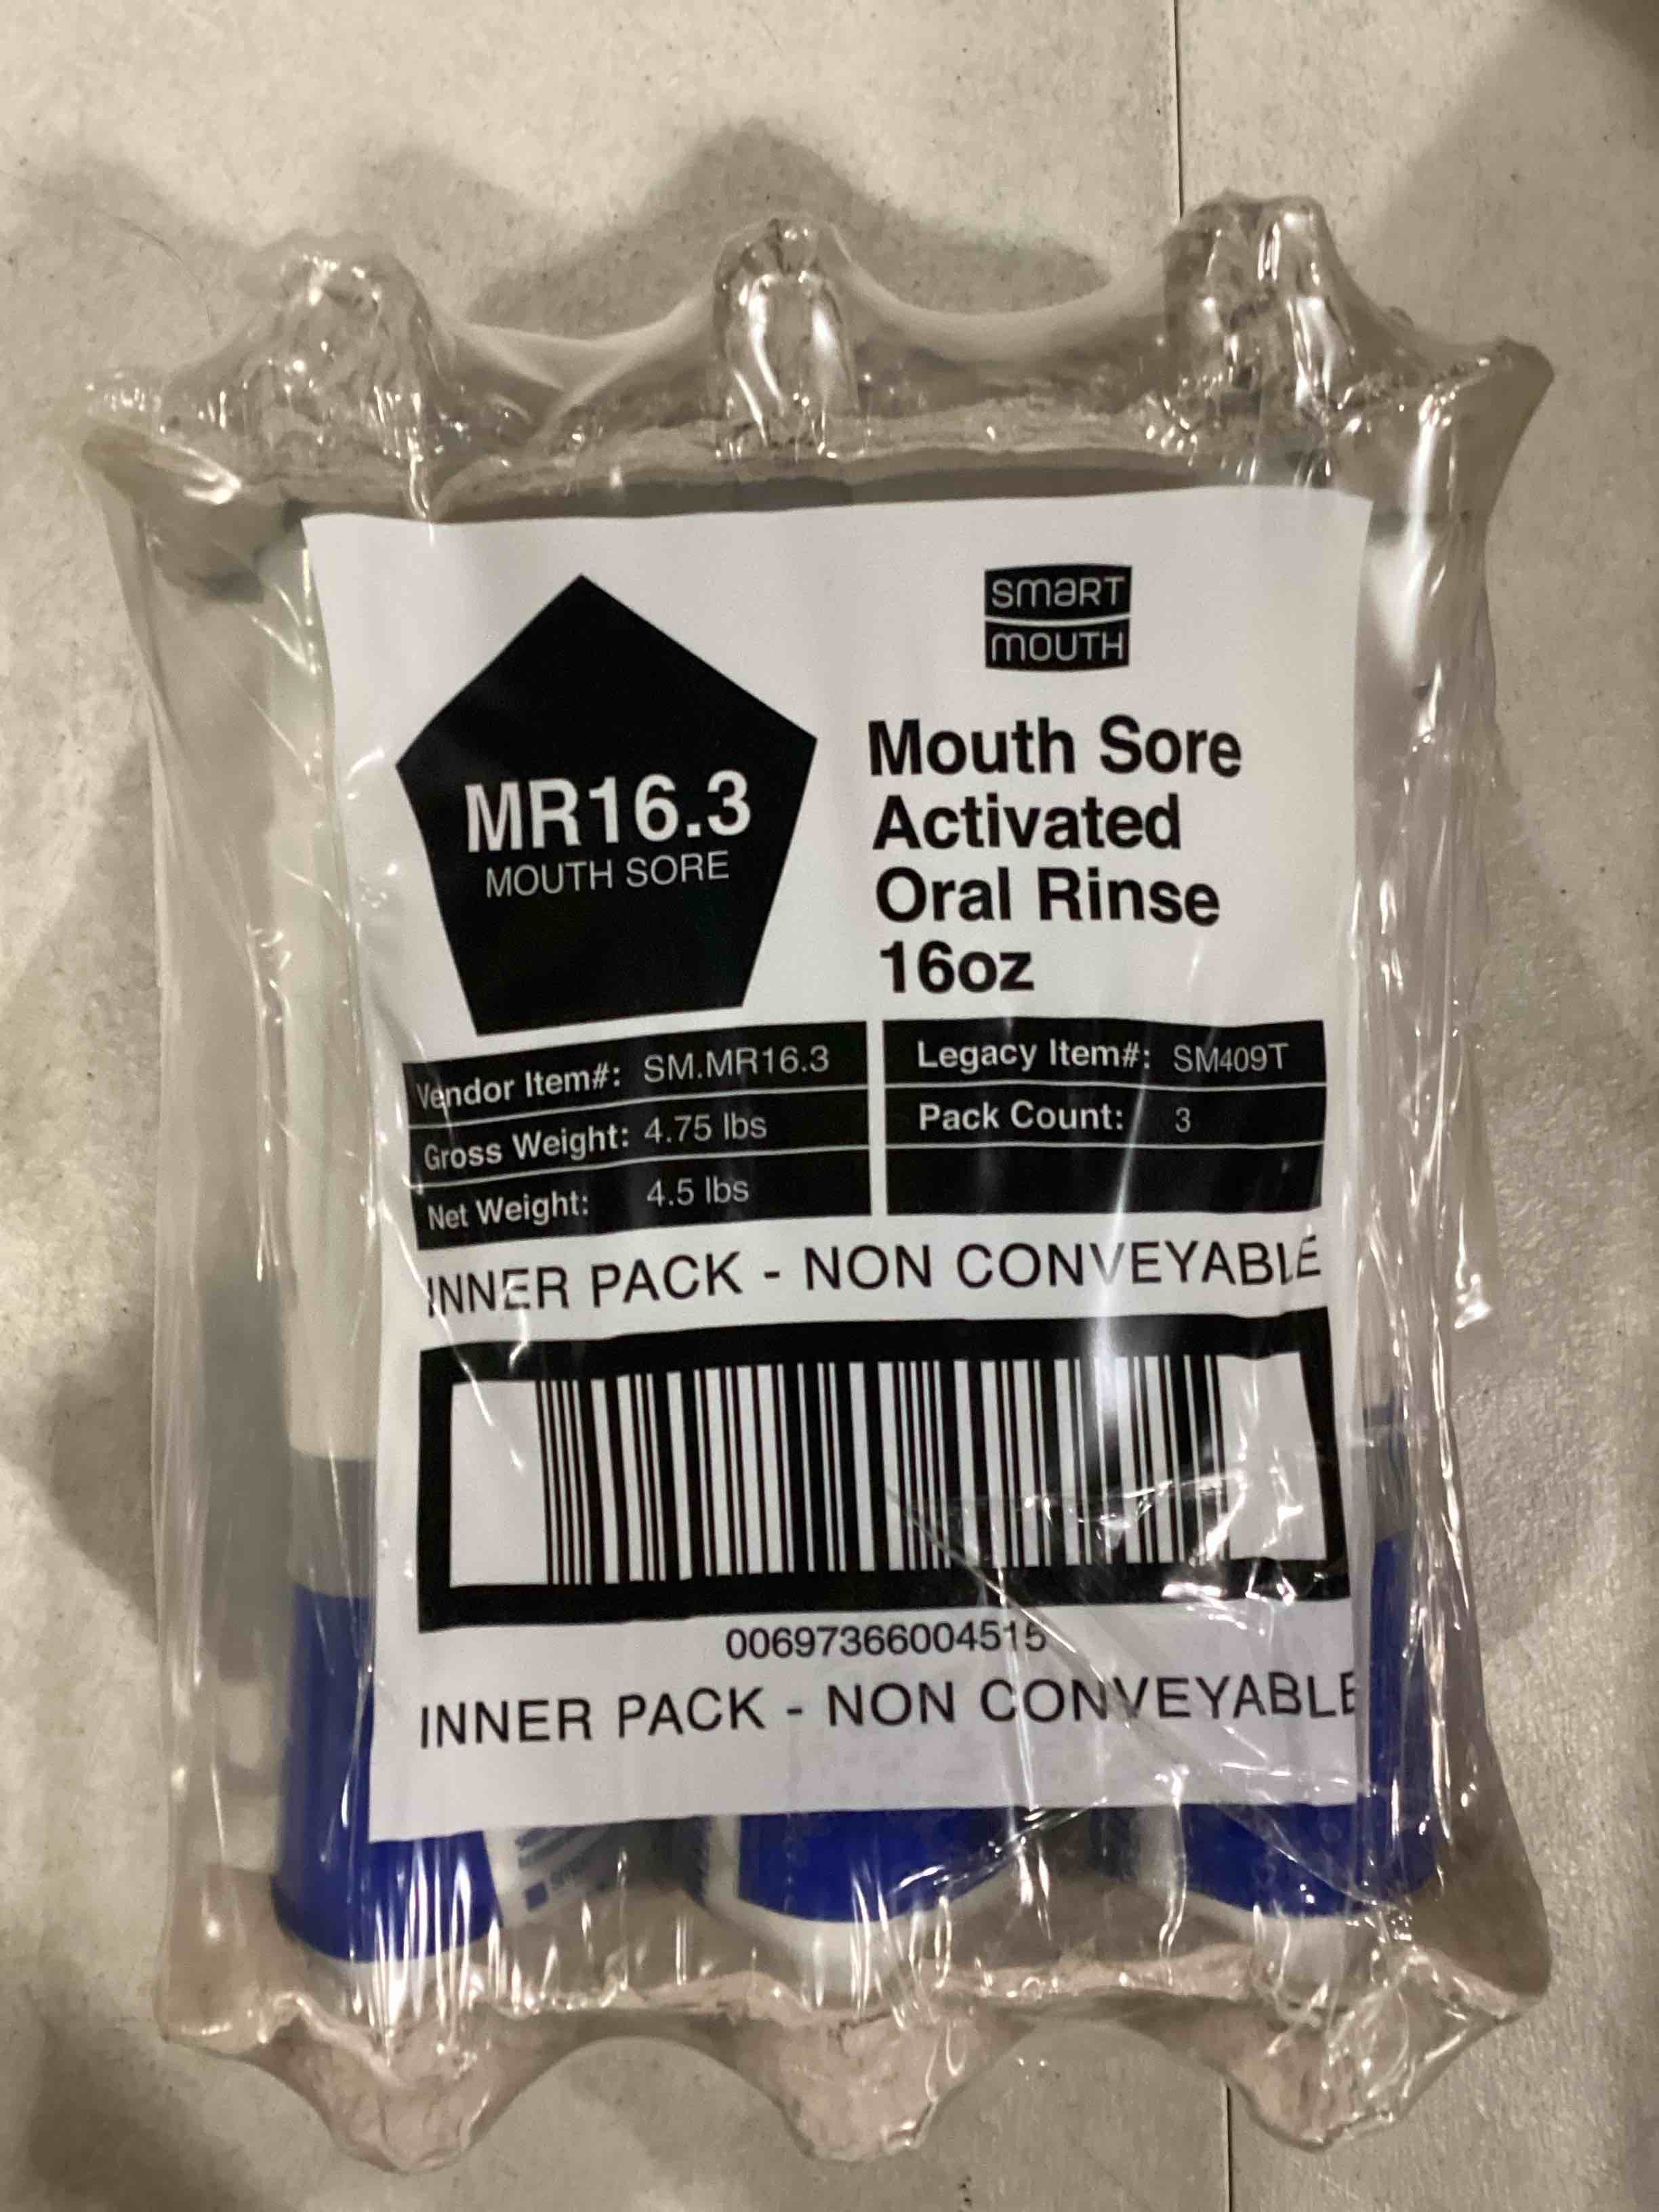 SMART
MOUTH
MR16.3
MOUTH SORE
Mouth Sore
Activated
Oral Rinse
16oz
Vendor Item#: SM.MR16.3
Gross Weight: 4.75 lbs
Net Weight: 4.5 lbs
Legacy Item#: SM409T
Pack Count: 3
INNER PACK - NON CONVEYABLE
00697366004515
INNER PACK - NON CONVEYABLE